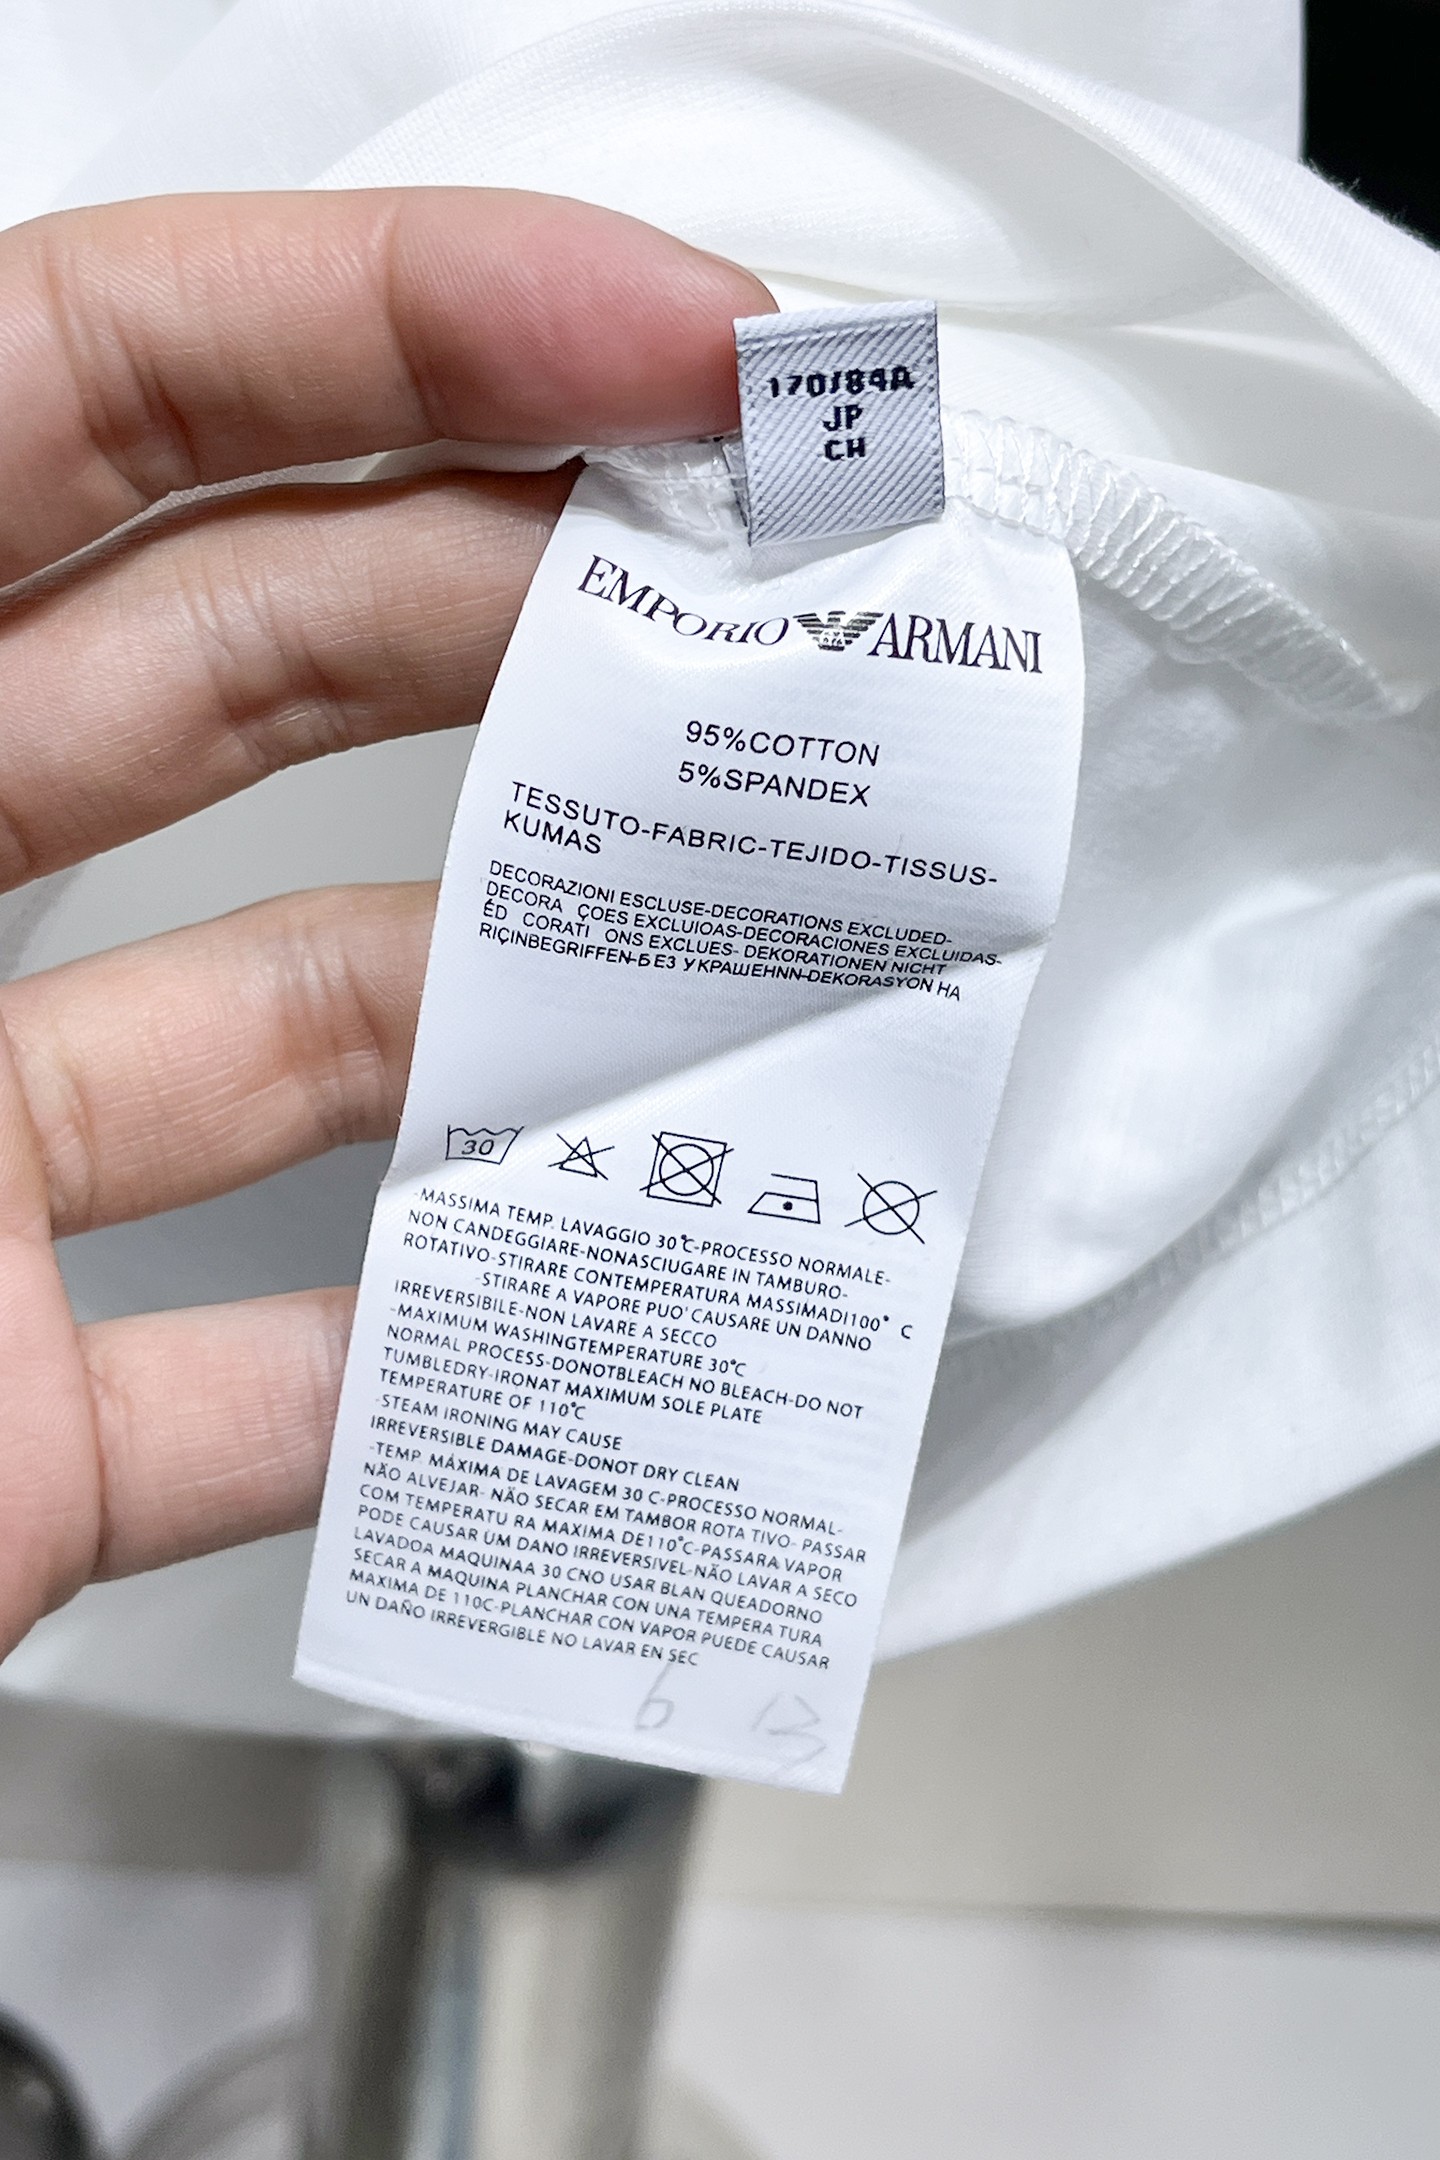 170/84A
JP
CH
EMPORIO ARMANI
95%COTTON
5%SPANDEX
TESSUTO-FABRIC-TEJIDO-TISSUS-
KUMAS
DECORAZIONI ESCLUSE-DECORATIONS EXCLUDED-
DECORA ÇOES EXCLUIOAS-DECORACIONES EXCLUIDAS-
ÉD CORATI ONS EXCLUES- DEKORATIONEN NICHT
RIÇINBEGRIFFEN-БЕЗ УКРАШЕНNN-DEKORASYON HA
30
-MASSIMA TEMP. LAVAGGIO 30℃-PROCESSO NORMALE-
NON CANDEGGIARE-NONASCIUGARE IN TAMBURO-
ROTATIVO-STIRARE CONTEMPERATURA MASSIMADI100° C
-STIRARE A VAPORE PUO' CAUSARE UN DANNO
IRREVERSIBILE-NON LAVARE A SECCO
-MAXIMUM WASHINGTEMPERATURE 30℃
NORMAL PROCESS-DONOTBLEACH NO BLEACH-DO NOT
TUMBLEDRY-IRONAT MAXIMUM SOLE PLATE
TEMPERATURE OF 110℃
-STEAM IRONING MAY CAUSE
IRREVERSIBLE DAMAGE-DONOT DRY CLEAN
-TEMP. MÁXIMA DE LAVAGEM 30 C-PROCESSO NORMAL-
NÃO ALVEJAR- NÃO SECAR EM TAMBOR ROTA TIVO- PASSAR
COM TEMPERATU RA MAXIMA DE110℃-PASSARA VAPOR
PODE CAUSAR UM DANO IRREVERSIVEL-NÃO LAVAR A SECO
LAVADOA MAQUINAA 30 CNO USAR BLAN QUEADORNO
SECAR A MAQUINA PLANCHAR CON UNA TEMPERA TURA
MAXIMA DE 110C-PLANCHAR CON VAPOR PUEDE CAUSAR
UN DAÑO IRREVERGIBLE NO LAVAR EN SEC
6 13